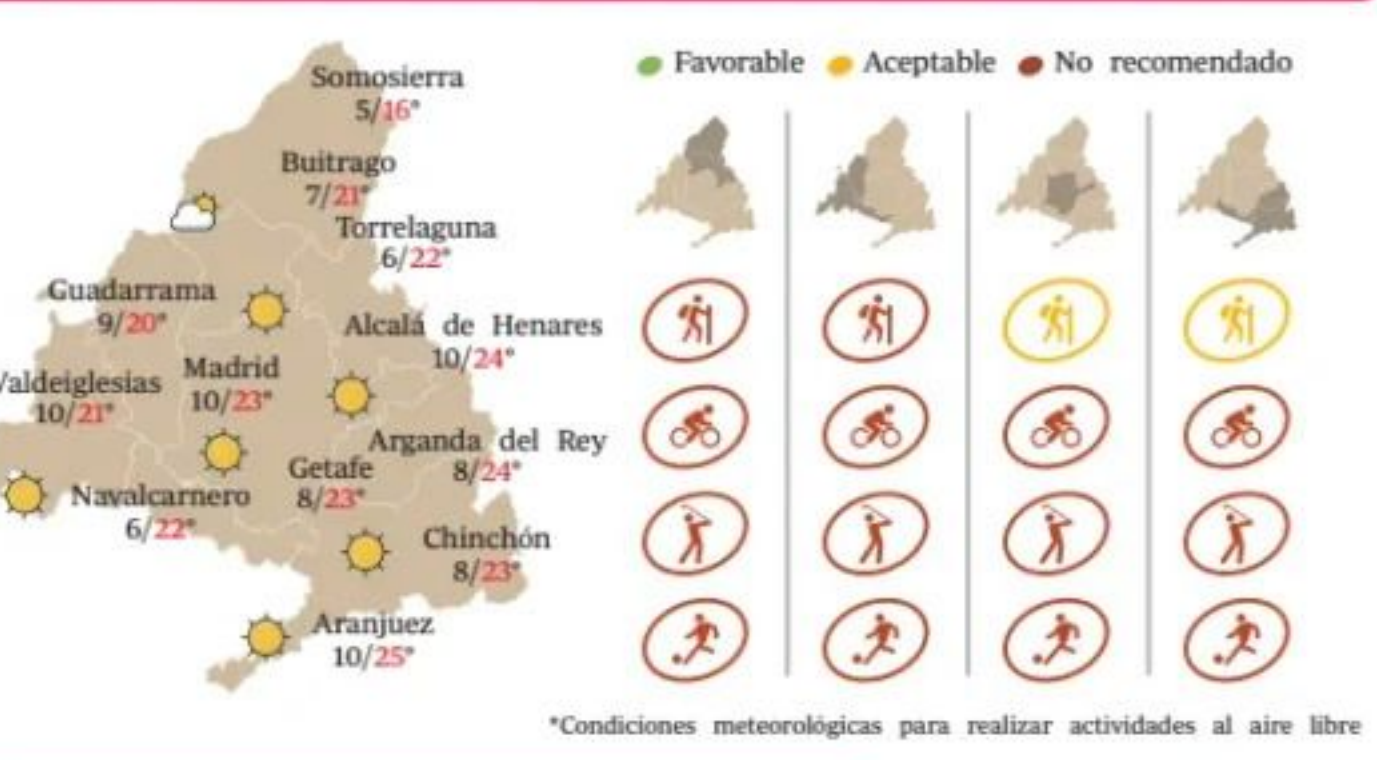 Favorable Aceptable No recomendado
Somosierra
5/16°
Buitrago
7/21°
Torrelaguna
6/22°
Guadarrama
9/20°
Alcalá de Henares
10/24°
Valdeiglesias
10/21°
Madrid
10/23°
Arganda del Rey
8/24°
Getafe
8/23°
Navalcarnero
6/22°
Chinchón
8/23°
Aranjuez
10/25°
*Condiciones meteorológicas para realizar actividades al aire libre